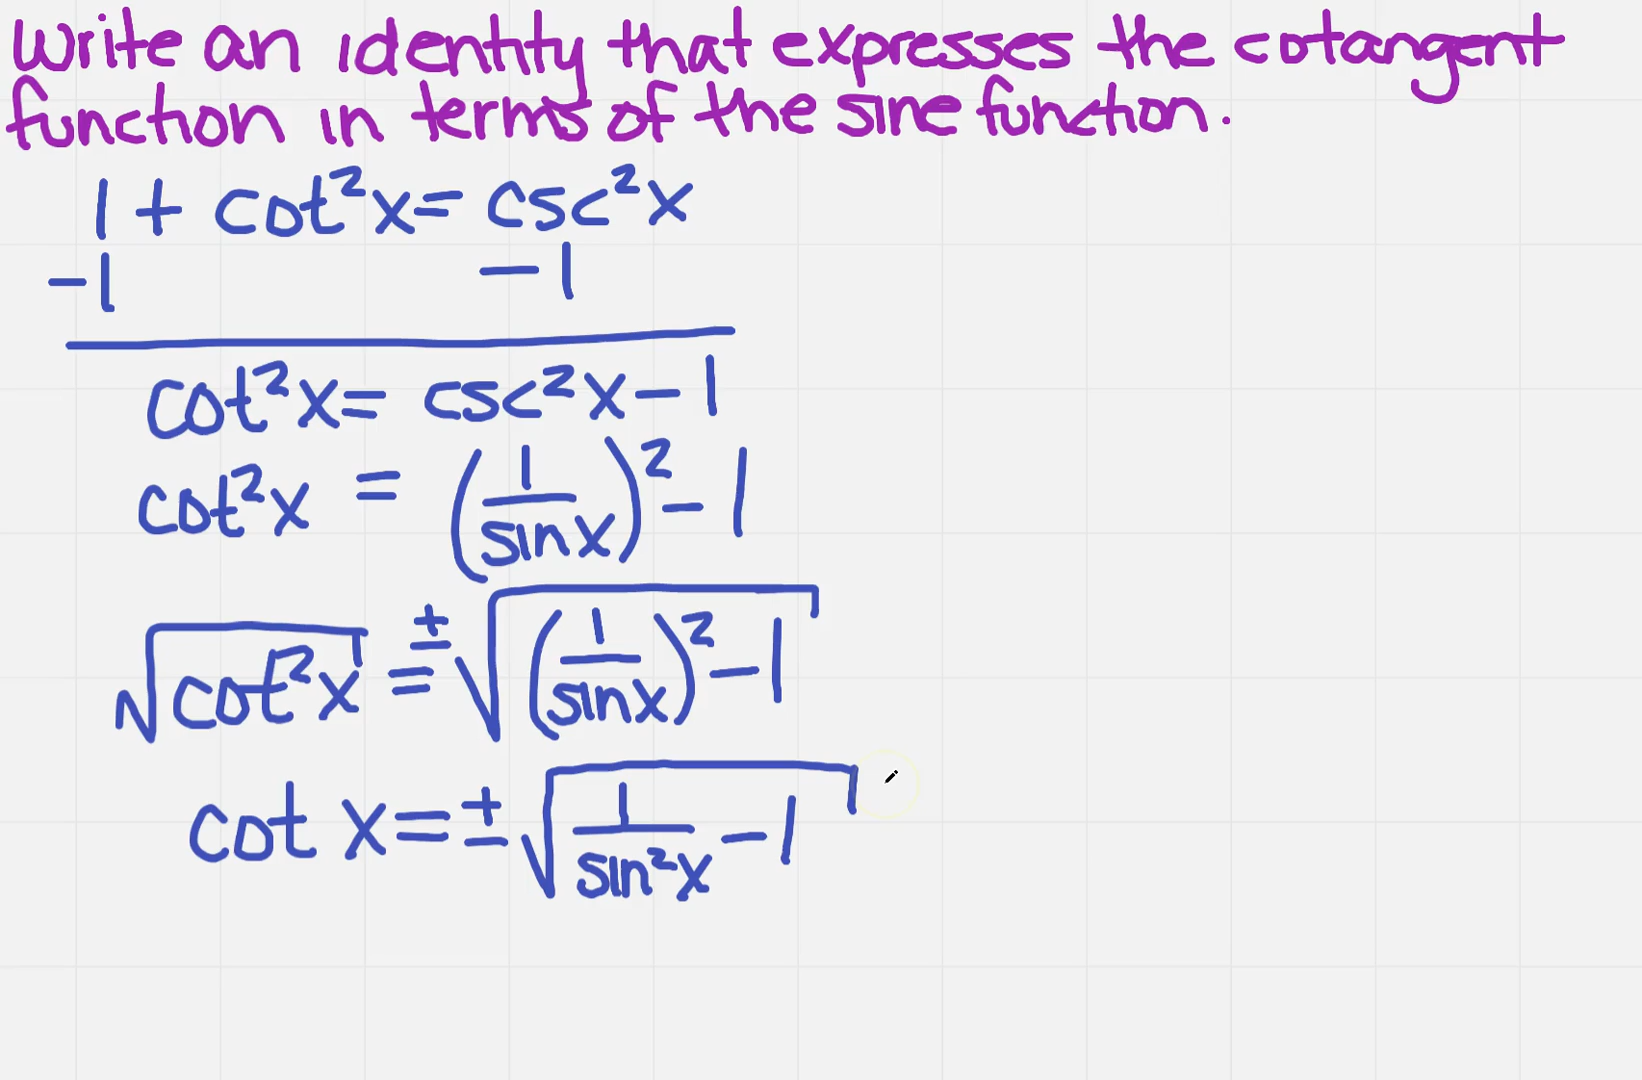 Write an identity that expresses the cotangent
function in terms of the sine function.
1 + cot²x = csc²x
-1 -1
cot²x = csc²x - 1
cot²x = (1/sinx)² - 1
√cot²x = ±√(1/sinx)² - 1
cot x = ±√1/sin²x - 1